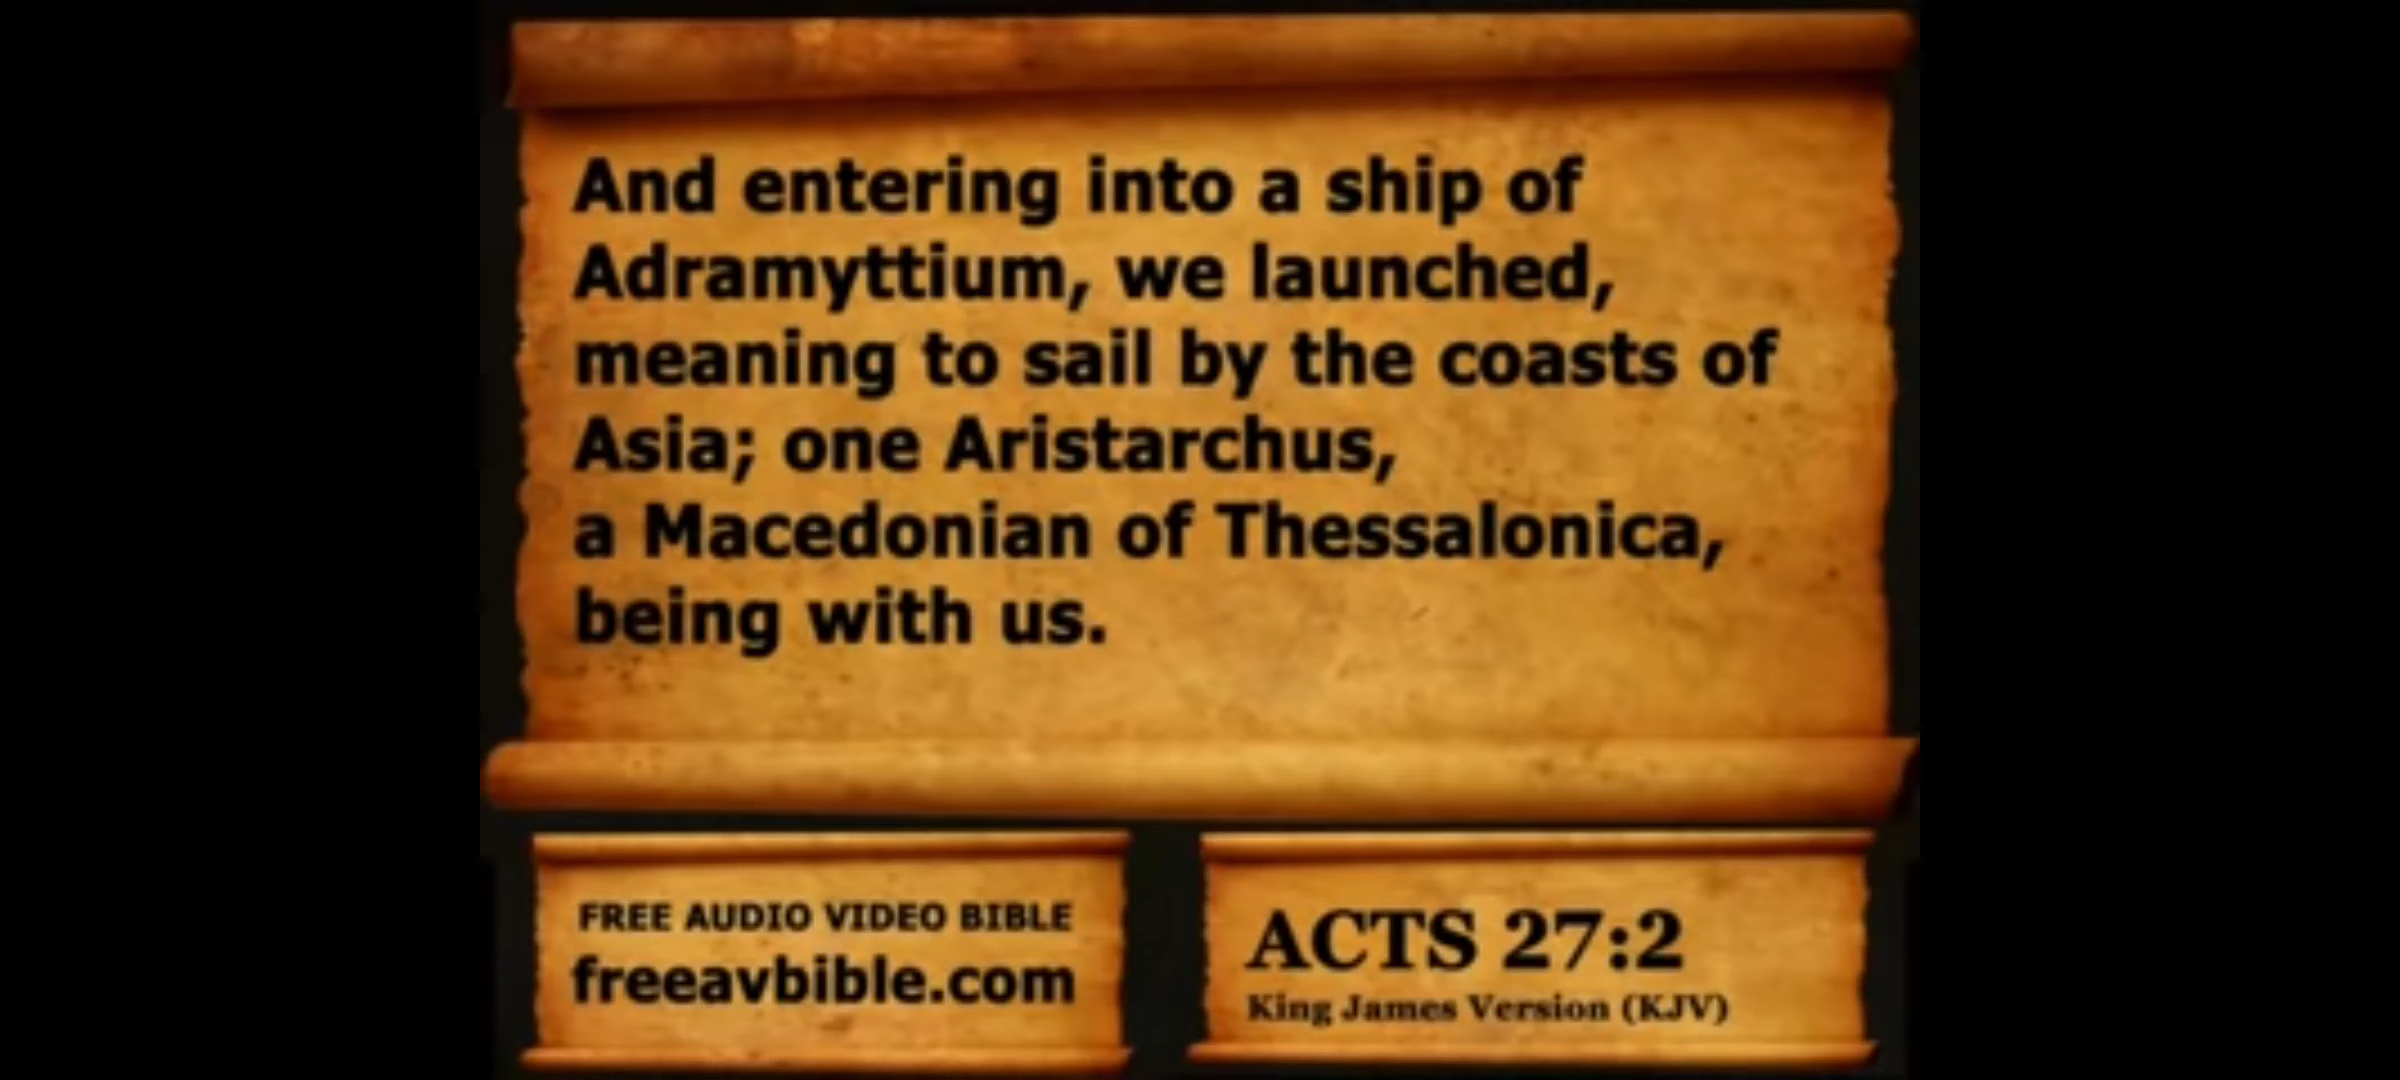 And entering into a ship of
Adramyttium, we launched,
meaning to sail by the coasts of
Asia; one Aristarchus,
a Macedonian of Thessalonica,
being with us.
FREE AUDIO VIDEO BIBLE
freeavbible.com
ACTS 27:2
King James Version (KJV)